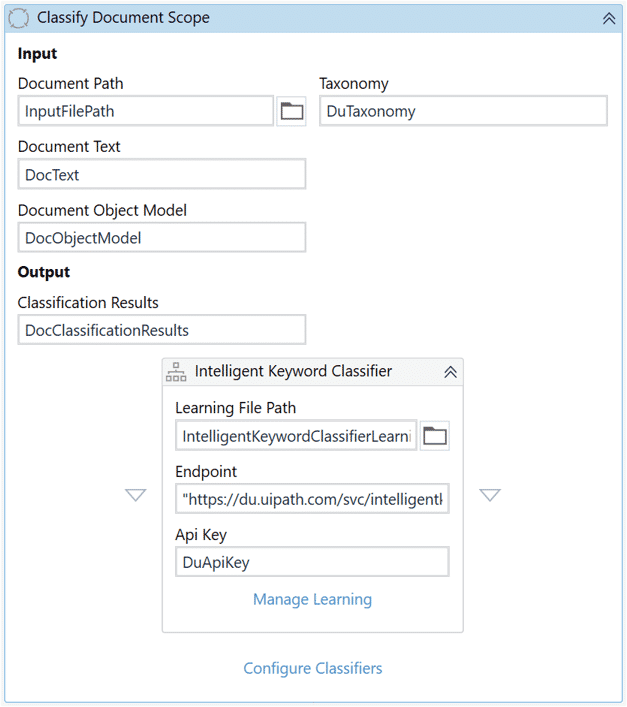 Classify Document Scope
Input
Document Path
Taxonomy
InputFilePath
DuTaxonomy
Document Text
DocText
Document Object Model
DocObjectModel
Output
Classification Results
DocClassificationResults
Intelligent Keyword Classifier
Learning File Path
IntelligentKeywordClassifierLearni
Endpoint
"https://du.uipath.com/svc/intelligentk
Api Key
DuApiKey
Manage Learning
Configure Classifiers